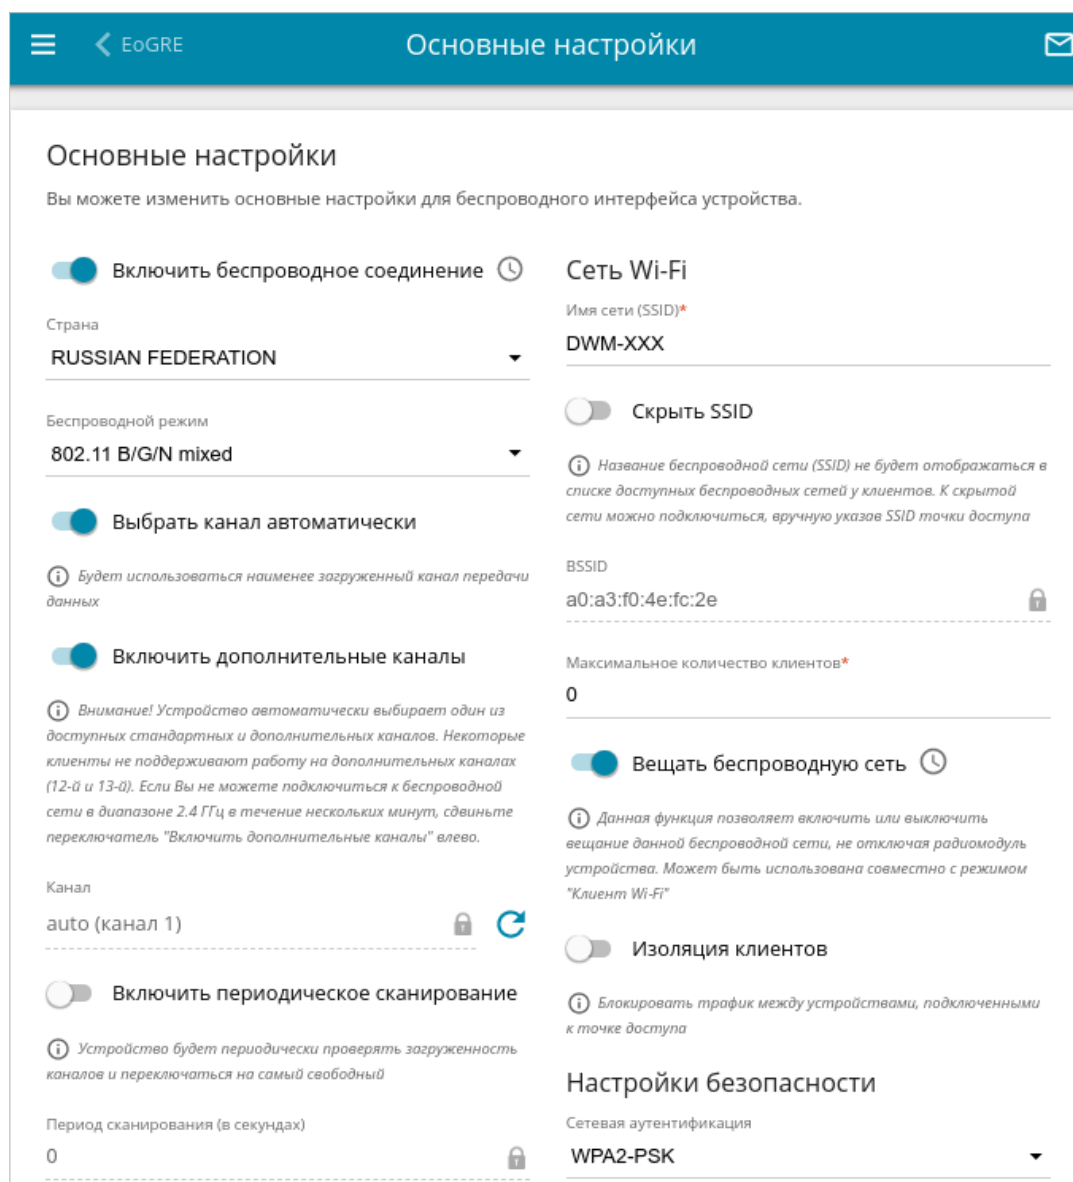 EoGRE
Основные настройки
Основные настройки
Вы можете изменить основные настройки для беспроводного интерфейса устройства.
Включить беспроводное соединение
Страна
RUSSIAN FEDERATION
Беспроводной режим
802.11 B/G/N mixed
Выбрать канал автоматически
Будет использоваться наименее загруженный канал передачи
данных
Включить дополнительные каналы
Внимание! Устройство автоматически выбирает один из
доступных стандартных и дополнительных каналов. Некоторые
клиенты не поддерживают работу на дополнительных каналах
(12-й и 13-й). Если Вы не можете подключиться к беспроводной
сети в диапазоне 2.4 ГГц в течение нескольких минут, сдвиньте
переключатель "Включить дополнительные каналы" влево.
Канал
auto (канал 1)
Включить периодическое сканирование
Устройство будет периодически проверять загруженность
каналов и переключаться на самый свободный
Период сканирования (в секундах)
0
Сеть Wi-Fi
Имя сети (SSID)*
DWM-XXX
Скрыть SSID
Название беспроводной сети (SSID) не будет отображаться в
списке доступных беспроводных сетей у клиентов. К скрытой
сети можно подключиться, вручную указав SSID точки доступа
BSSID
a0:a3:f0:4e:fc:2e
Максимальное количество клиентов*
0
Вещать беспроводную сеть
Данная функция позволяет включить или выключить
вещание данной беспроводной сети, не отключая радиомодуль
устройства. Может быть использована совместно с режимом
"Клиент Wi-Fi"
Изоляция клиентов
Блокировать трафик между устройствами, подключенными
к точке доступа
Настройки безопасности
Сетевая аутентификация
WPA2-PSK